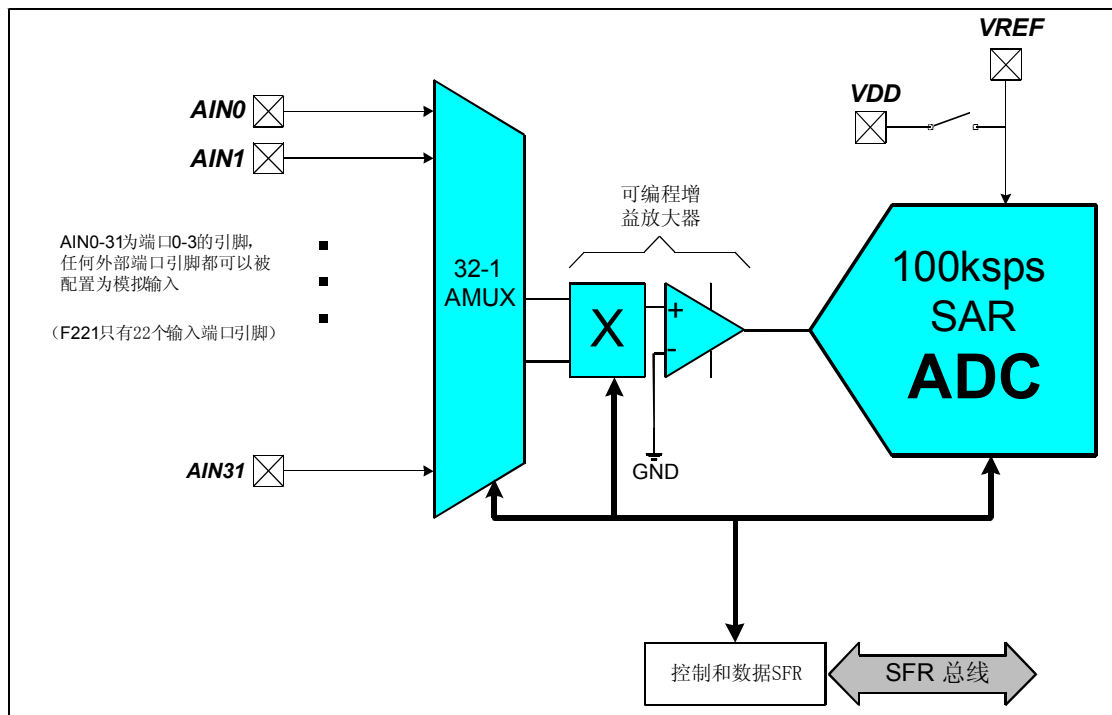 VREF
VDD
AIN0
AIN1
可编程增
益放大器
AIN0-31为端口0-3的引脚,
任何外部端口引脚都可以被
配置为模拟输入
(F221只有22个输入端口引脚)
32-1
AMUX
X
+
-
100ksps
SAR
ADC
AIN31
GND
控制和数据SFR
SFR 总线